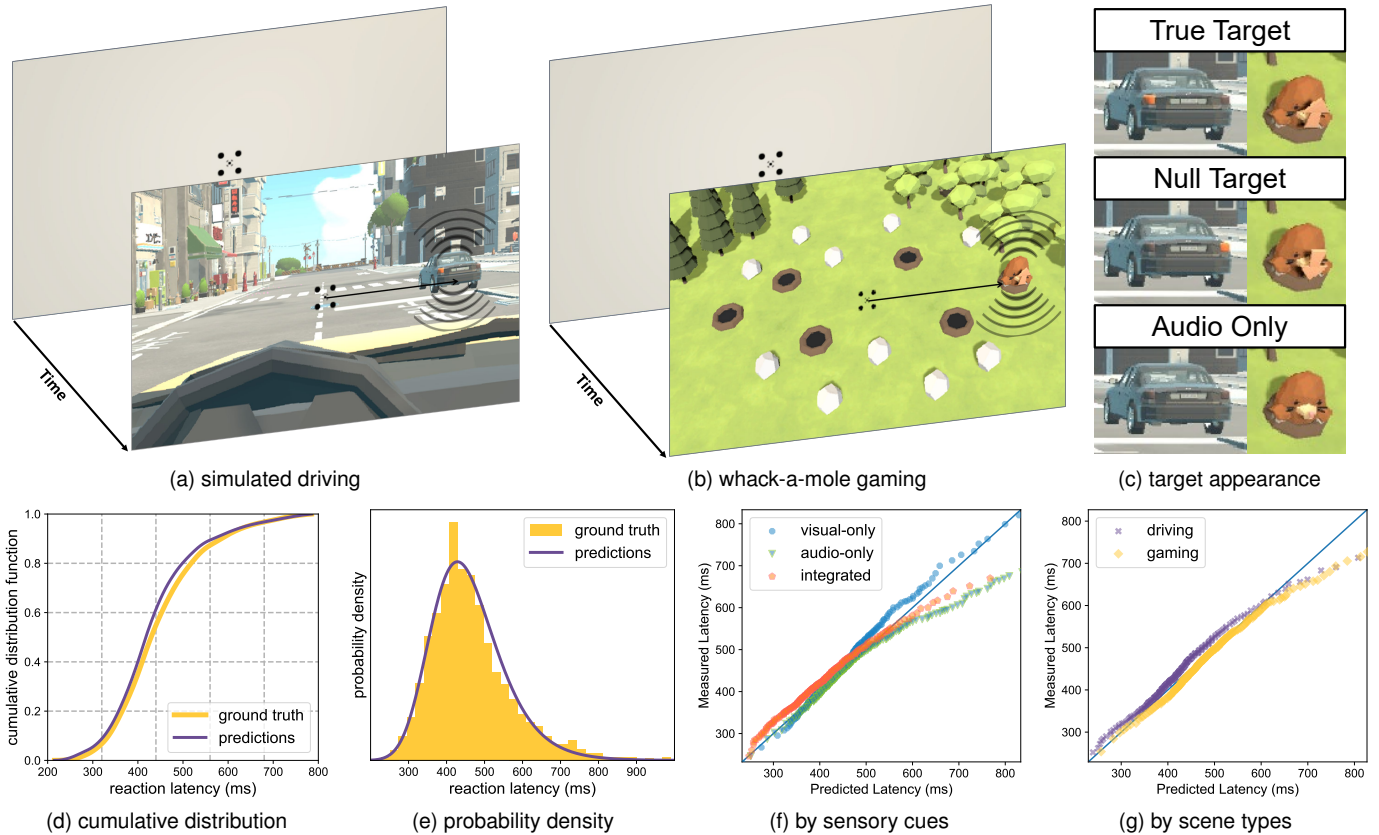 True Target
Null Target
Audio Only
Time
Time
(a) simulated driving
(b) whack-a-mole gaming
(c) target appearance
cumulative distribution function
1.0
0.8
0.6
0.4
0.2
0.0
200 300 400 500 600 700 800
reaction latency (ms)
ground truth
predictions
(d) cumulative distribution
probability density
ground truth
predictions
300 400 500 600 700 800 900
reaction latency (ms)
(e) probability density
Measured Latency (ms)
800
700
600
500
400
300
visual-only
audio-only
integrated
300 400 500 600 700 800
Predicted Latency (ms)
(f) by sensory cues
Measured Latency (ms)
800
700
600
500
400
300
driving
gaming
300 400 500 600 700 800
Predicted Latency (ms)
(g) by scene types